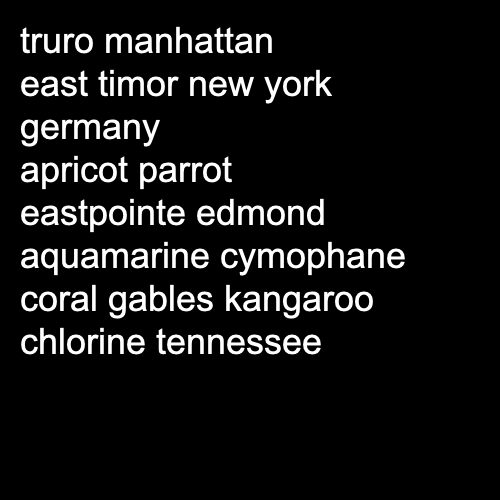 truro manhattan
east timor new york
germany
apricot parrot
eastpointe edmond
aquamarine cymophane
coral gables kangaroo
chlorine tennessee